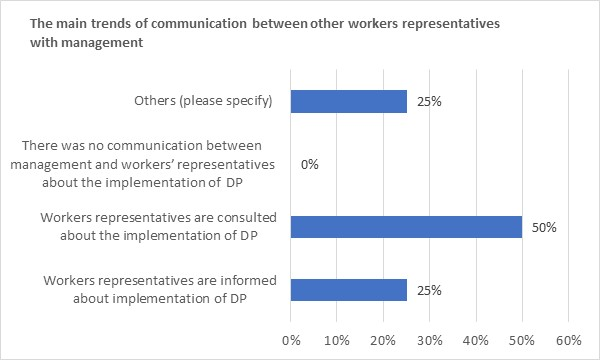 The main trends of communication between other workers representatives
with management
Others (please specify)
25%
There was no communication between
management and workers’ representatives
about the implementation of DP
0%
Workers representatives are consulted
about the implementation of DP
50%
Workers representatives are informed
about implementation of DP
25%
0% 10% 20% 30% 40% 50% 60%